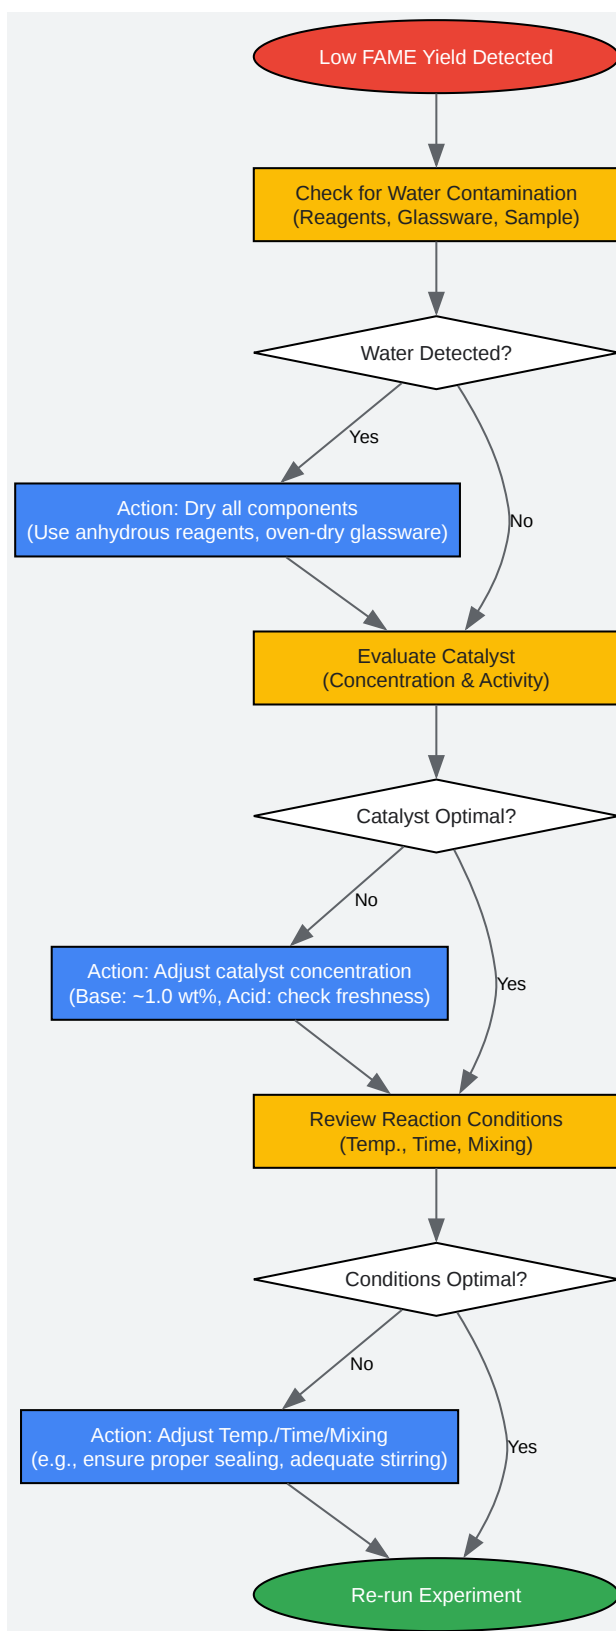 Low FAME Yield Detected
Check for Water Contamination
(Reagents, Glassware, Sample)
Water Detected?
Yes
Action: Dry all components
(Use anhydrous reagents, oven-dry glassware)
No
Evaluate Catalyst
(Concentration & Activity)
Catalyst Optimal?
No
Action: Adjust catalyst concentration
(Base: ~1.0 wt%, Acid: check freshness)
Yes
Review Reaction Conditions
(Temp., Time, Mixing)
Conditions Optimal?
No
Action: Adjust Temp./Time/Mixing
(e.g., ensure proper sealing, adequate stirring)
Yes
Re-run Experiment